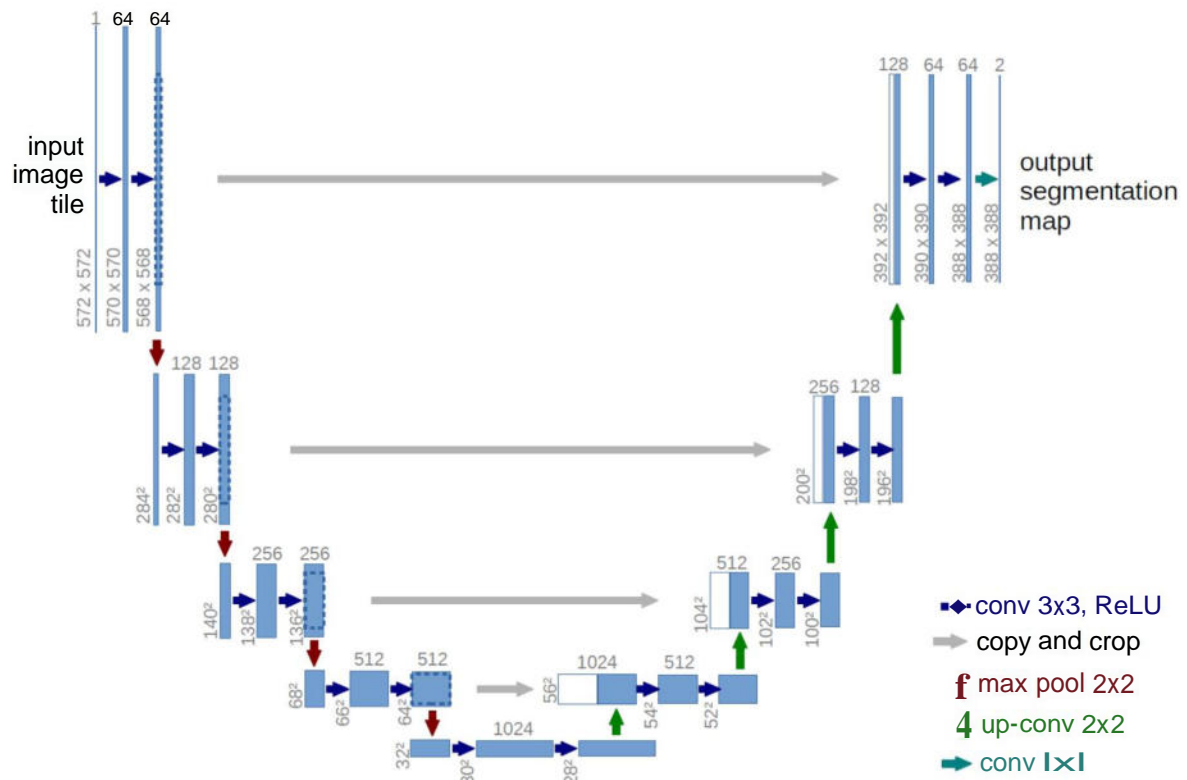 1 64 64
input
image
tile
572 x 572
570 x 570
568 x 568
128 64 64 2
output
segmentation
map
392 x 392
390 x 390
388 x 388
388 x 388
128 128
284²
282²
280²
256 128
200²
198²
196²
256 256
140²
138²
136²
512 256
104²
102²
100²
512 512
68²
66²
64²
1024 512
56²
54²
52²
1024
32²
30²
28²
conv 3x3, ReLU
copy and crop
f max pool 2x2
4 up-conv 2x2
conv I×I